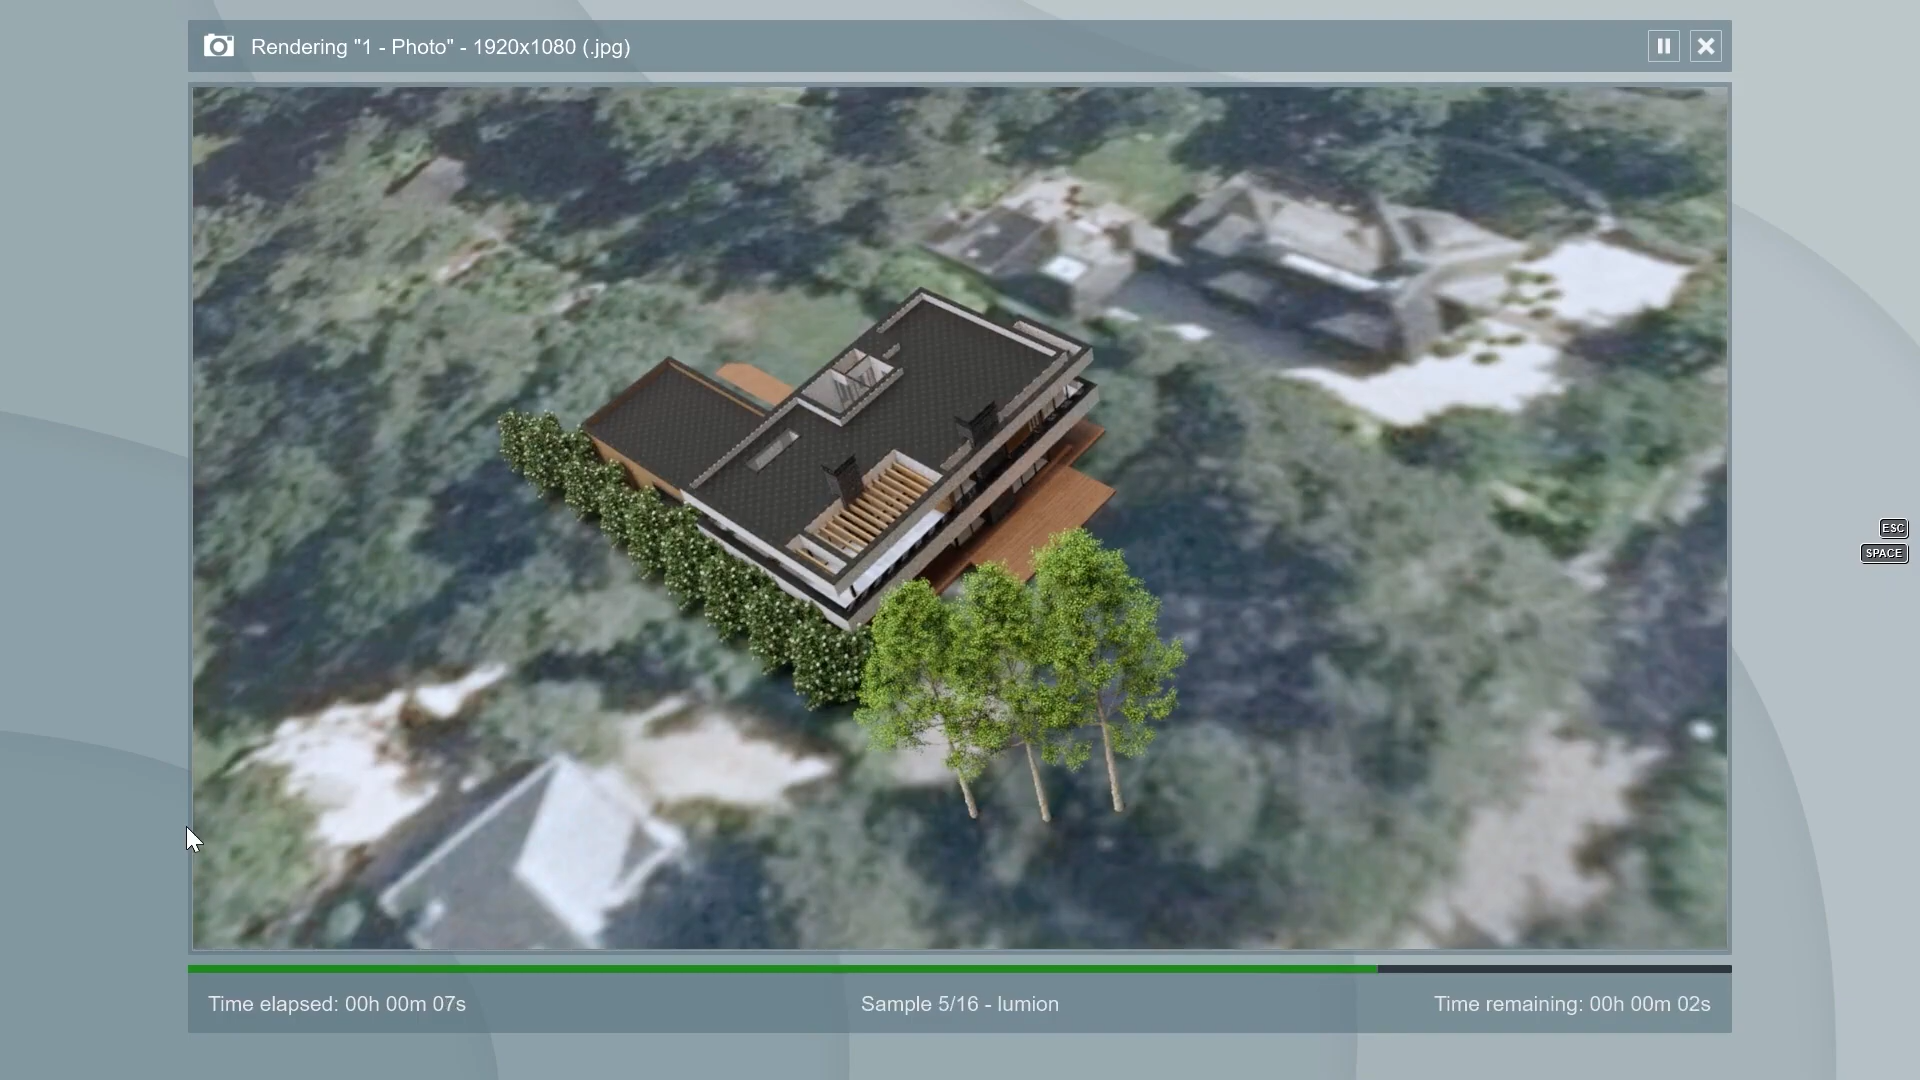 Rendering "1 - Photo" - 1920x1080 (.jpg)
ESC
SPACE
Time elapsed: 00h 00m 07s
Sample 5/16 - lumion
Time remaining: 00h 00m 02s